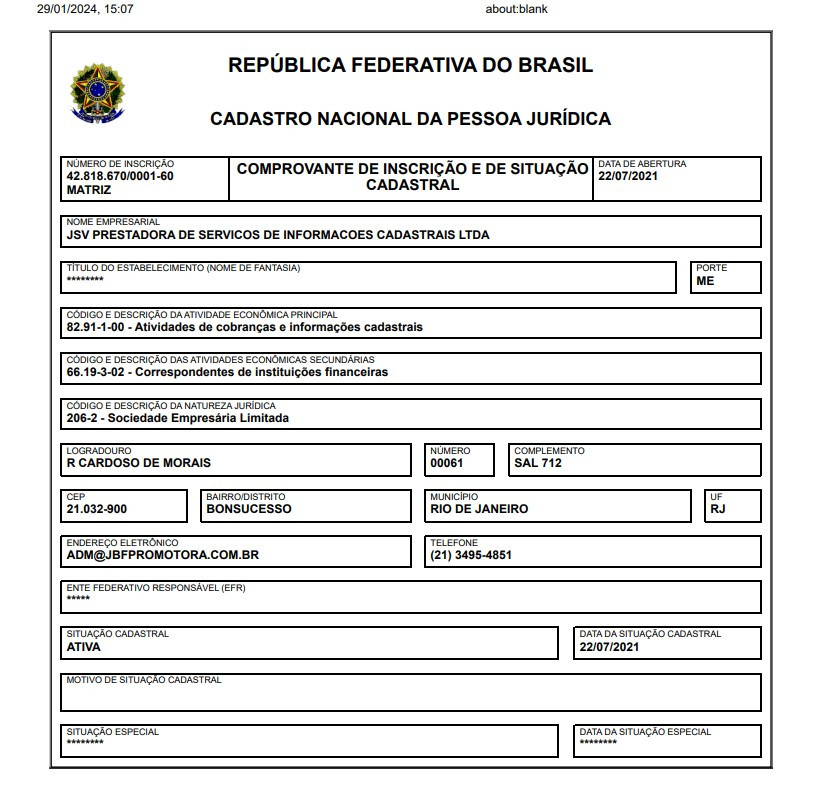 29/01/2024, 15:07 about:blank
REPÚBLICA FEDERATIVA DO BRASIL
CADASTRO NACIONAL DA PESSOA JURÍDICA
NÚMERO DE INSCRIÇÃO
42.818.670/0001-60
MATRIZ
COMPROVANTE DE INSCRIÇÃO E DE SITUAÇÃO
CADASTRAL
DATA DE ABERTURA
22/07/2021
NOME EMPRESARIAL
JSV PRESTADORA DE SERVICOS DE INFORMACOES CADASTRAIS LTDA
TÍTULO DO ESTABELECIMENTO (NOME DE FANTASIA)
********
PORTE
ME
CÓDIGO E DESCRIÇÃO DA ATIVIDADE ECONÔMICA PRINCIPAL
82.91-1-00 - Atividades de cobranças e informações cadastrais
CÓDIGO E DESCRIÇÃO DAS ATIVIDADES ECONÔMICAS SECUNDÁRIAS
66.19-3-02 - Correspondentes de instituições financeiras
CÓDIGO E DESCRIÇÃO DA NATUREZA JURÍDICA
206-2 - Sociedade Empresária Limitada
LOGRADOURO
R CARDOSO DE MORAIS
NÚMERO
00061
COMPLEMENTO
SAL 712
CEP
21.032-900
BAIRRO/DISTRITO
BONSUCESSO
MUNICÍPIO
RIO DE JANEIRO
UF
RJ
ENDEREÇO ELETRÔNICO
ADM@JBFPROMOTORA.COM.BR
TELEFONE
(21) 3495-4851
ENTE FEDERATIVO RESPONSÁVEL (EFR)
*****
SITUAÇÃO CADASTRAL
ATIVA
DATA DA SITUAÇÃO CADASTRAL
22/07/2021
MOTIVO DE SITUAÇÃO CADASTRAL
SITUAÇÃO ESPECIAL
********
DATA DA SITUAÇÃO ESPECIAL
********